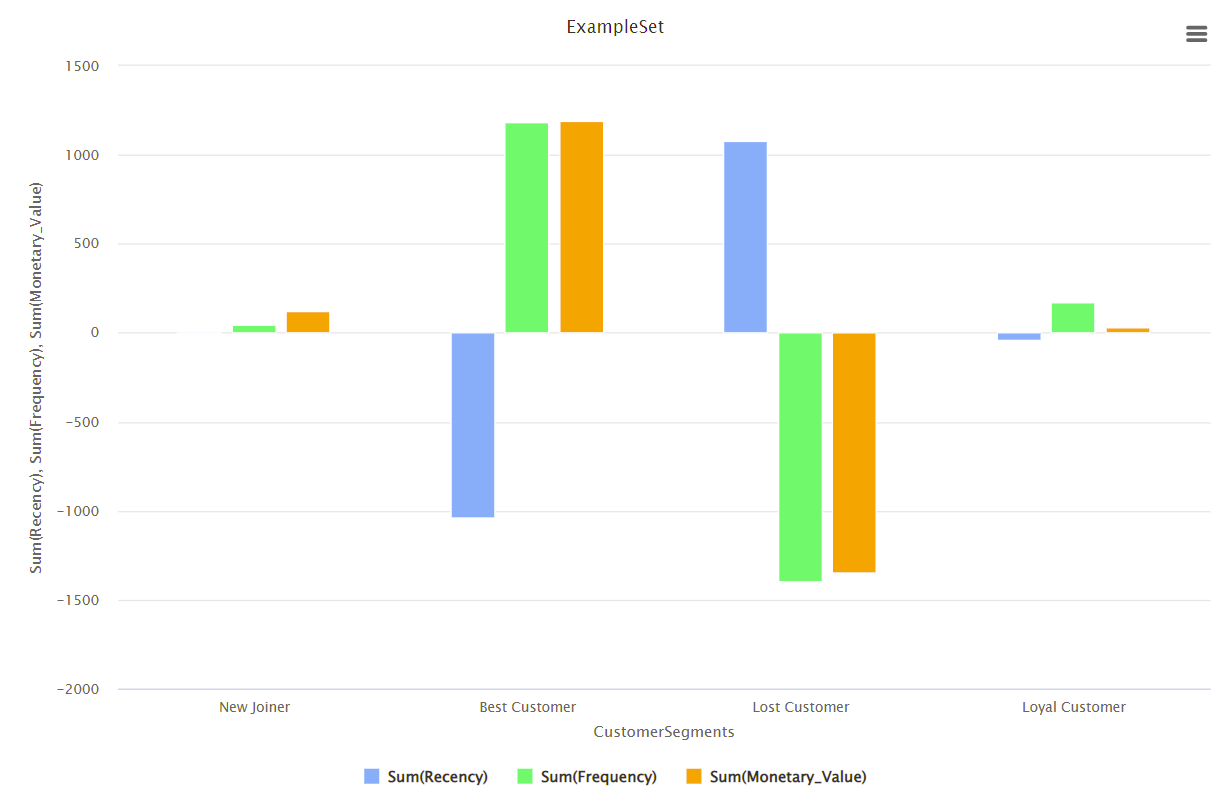 ExampleSet
1500
1000
500
0
-500
-1000
-1500
-2000
Sum(Recency), Sum(Frequency), Sum(Monetary_Value)
New Joiner Best Customer Lost Customer Loyal Customer
CustomerSegments
Sum(Recency) Sum(Frequency) Sum(Monetary_Value)